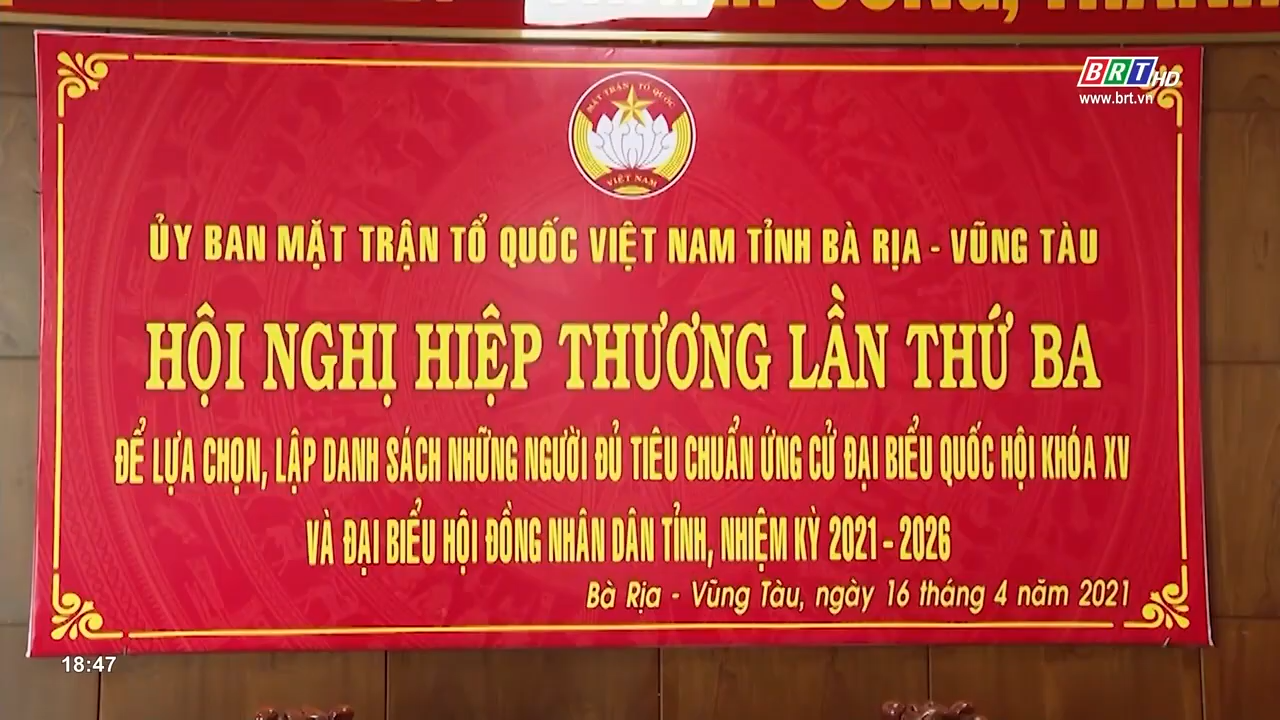 BRT HD
www.brt.vn
MẶT TRẬN TỔ QUỐC
VIỆT NAM
ỦY BAN MẶT TRẬN TỔ QUỐC VIỆT NAM TỈNH BÀ RỊA - VŨNG TÀU
HỘI NGHỊ HIỆP THƯƠNG LẦN THỨ BA
ĐỂ LỰA CHỌN, LẬP DANH SÁCH NHỮNG NGƯỜI ĐỦ TIÊU CHUẨN ỨNG CỬ ĐẠI BIỂU QUỐC HỘI KHÓA XV
VÀ ĐẠI BIỂU HỘI ĐỒNG NHÂN DÂN TỈNH, NHIỆM KỲ 2021 - 2026
Bà Rịa - Vũng Tàu, ngày 16 tháng 4 năm 2021
18:47